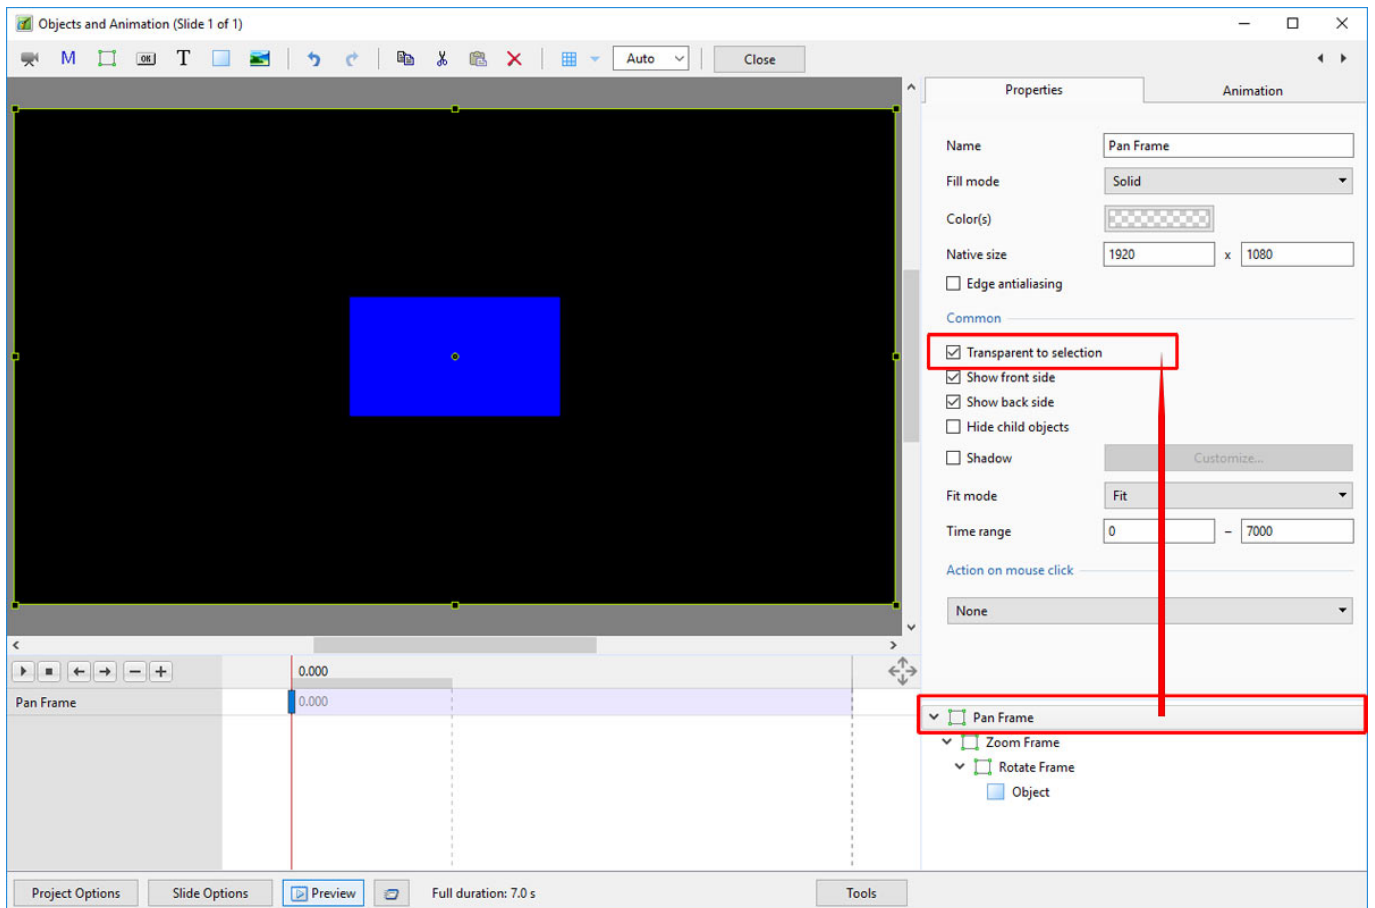 Objects and Animation (Slide 1 of 1)
M OK T Auto Close
Properties Animation
Name Pan Frame
Fill mode Solid
Color(s)
Native size 1920 x 1080
Edge antialiasing
Common
Transparent to selection
Show front side
Show back side
Hide child objects
Shadow Customize...
Fit mode Fit
Time range 0 – 7000
Action on mouse click
None
0.000
Pan Frame 0.000
Pan Frame
Zoom Frame
Rotate Frame
Object
Project Options Slide Options Preview Full duration: 7.0 s Tools